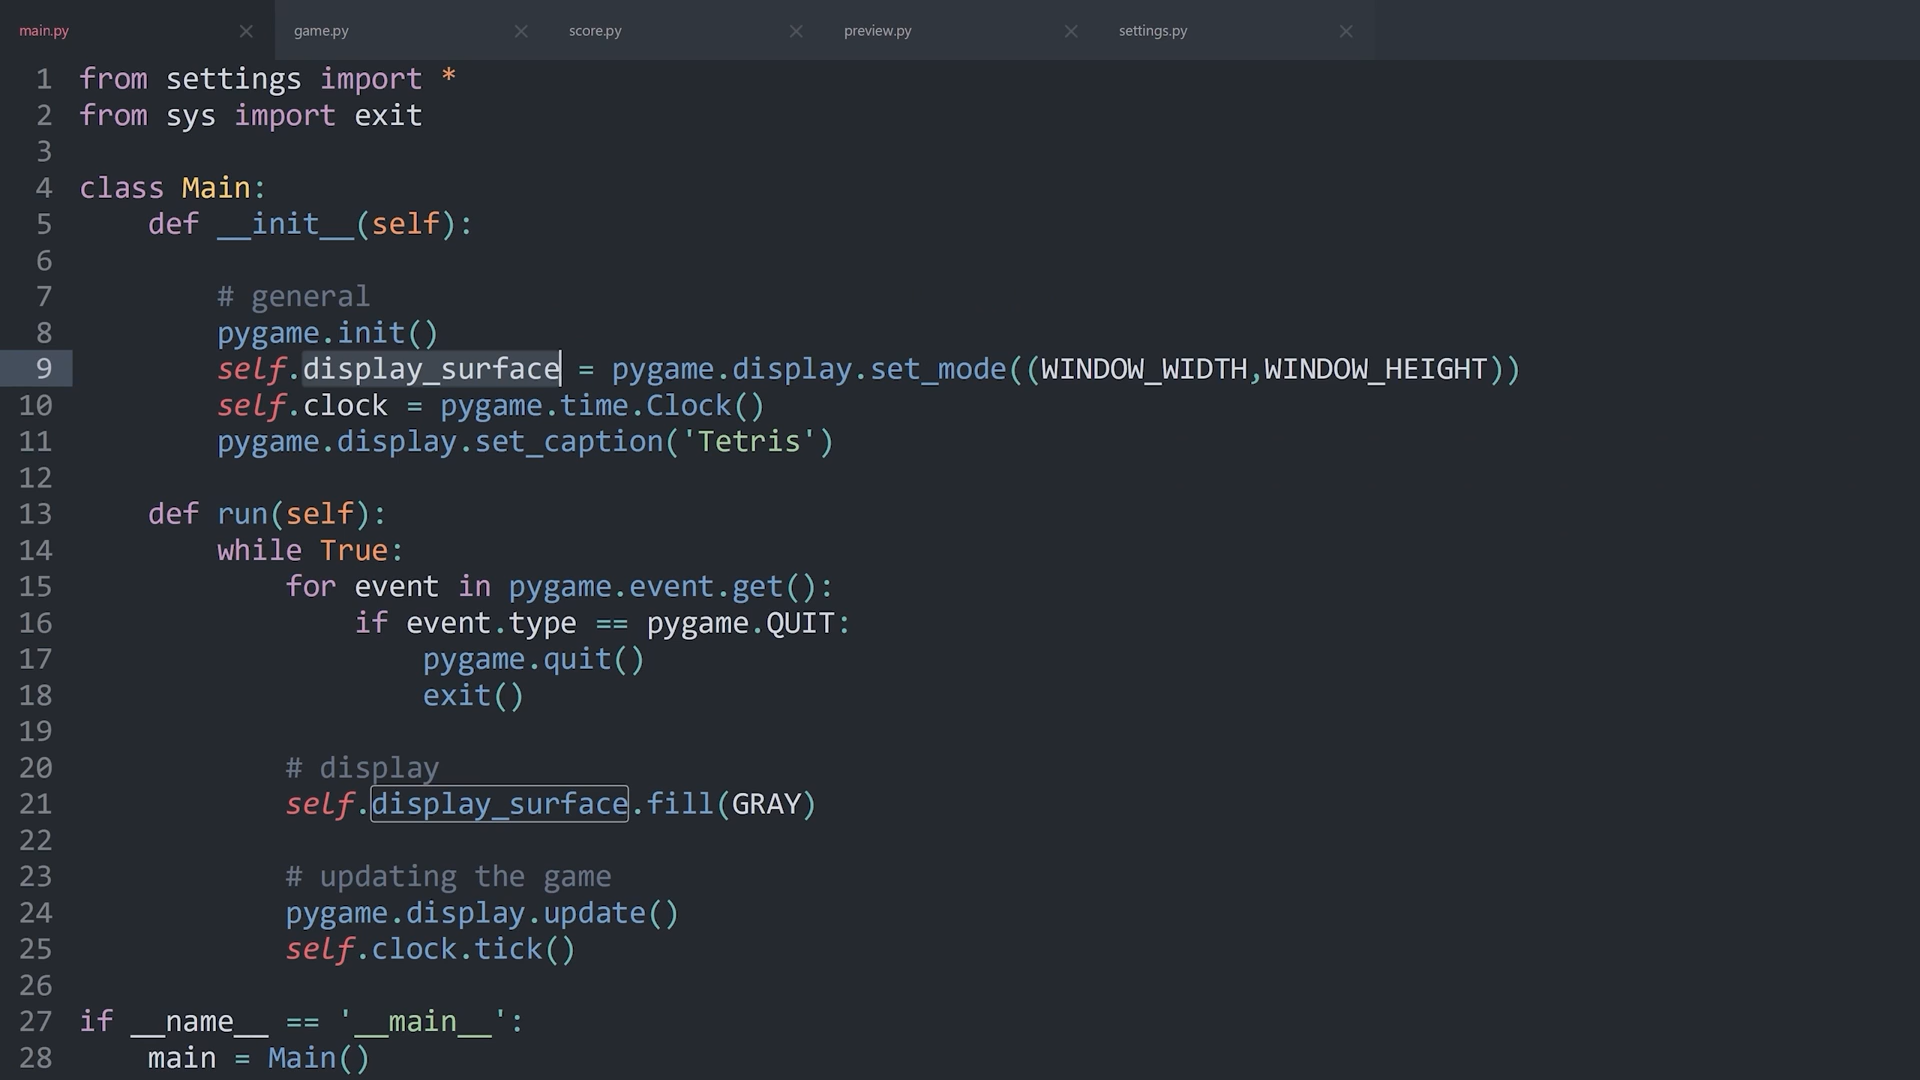 main.py game.py score.py preview.py settings.py
1 from settings import *
2 from sys import exit
3
4 class Main:
5     def __init__(self):
6
7         # general
8         pygame.init()
9         self.display_surface = pygame.display.set_mode((WINDOW_WIDTH,WINDOW_HEIGHT))
10         self.clock = pygame.time.Clock()
11         pygame.display.set_caption('Tetris')
12
13     def run(self):
14         while True:
15             for event in pygame.event.get():
16                 if event.type == pygame.QUIT:
17                     pygame.quit()
18                     exit()
19
20             # display
21             self.display_surface.fill(GRAY)
22
23             # updating the game
24             pygame.display.update()
25             self.clock.tick()
26
27 if __name__ == '__main__':
28     main = Main()